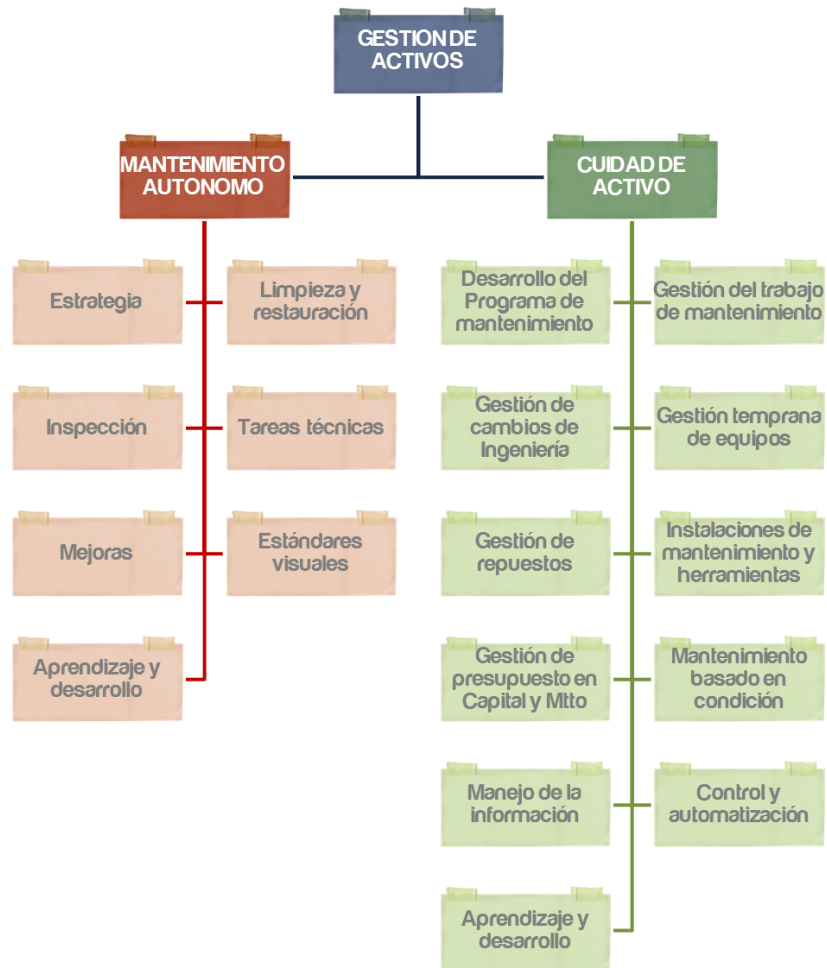 GESTION DE
ACTIVOS
MANTENIMIENTO
AUTONOMO
Estrategia
Limpieza y
restauración
Inspección
Tareas técnicas
Mejoras
Estándares
visuales
Aprendizaje y
desarrollo
CUIDAD DE
ACTIVO
Desarrollo del
Programa de
mantenimiento
Gestión del trabajo
de mantenimiento
Gestión de
cambios de
Ingeniería
Gestión temprana
de equipos
Gestión de
repuestos
Instalaciones de
mantenimiento y
herramientas
Gestión de
presupuesto en
Capital y Mtto
Mantenimiento
basado en
condición
Manejo de la
información
Control y
automatización
Aprendizaje y
desarrollo